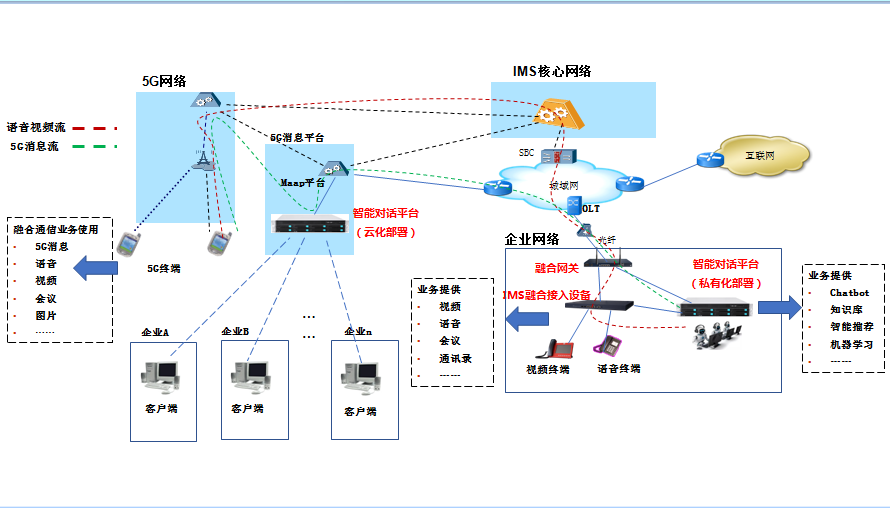 5G网络
IMS核心网络
语音视频流
5G消息流
5G消息平台
Maap平台
SBC
城域网
互联网
OLT
智能对话平台
（云化部署）
光纤
企业网络
融合通信业务使用
5G消息
语音
视频
会议
图片
……
5G终端
融合网关
智能对话平台
（私有化部署）
IMS融合接入设备
业务提供
视频
语音
会议
通讯录
……
业务提供
Chatbot
知识库
智能推荐
机器学习
……
视频终端
语音终端
…
…
企业A
企业B
企业n
客户端
客户端
客户端